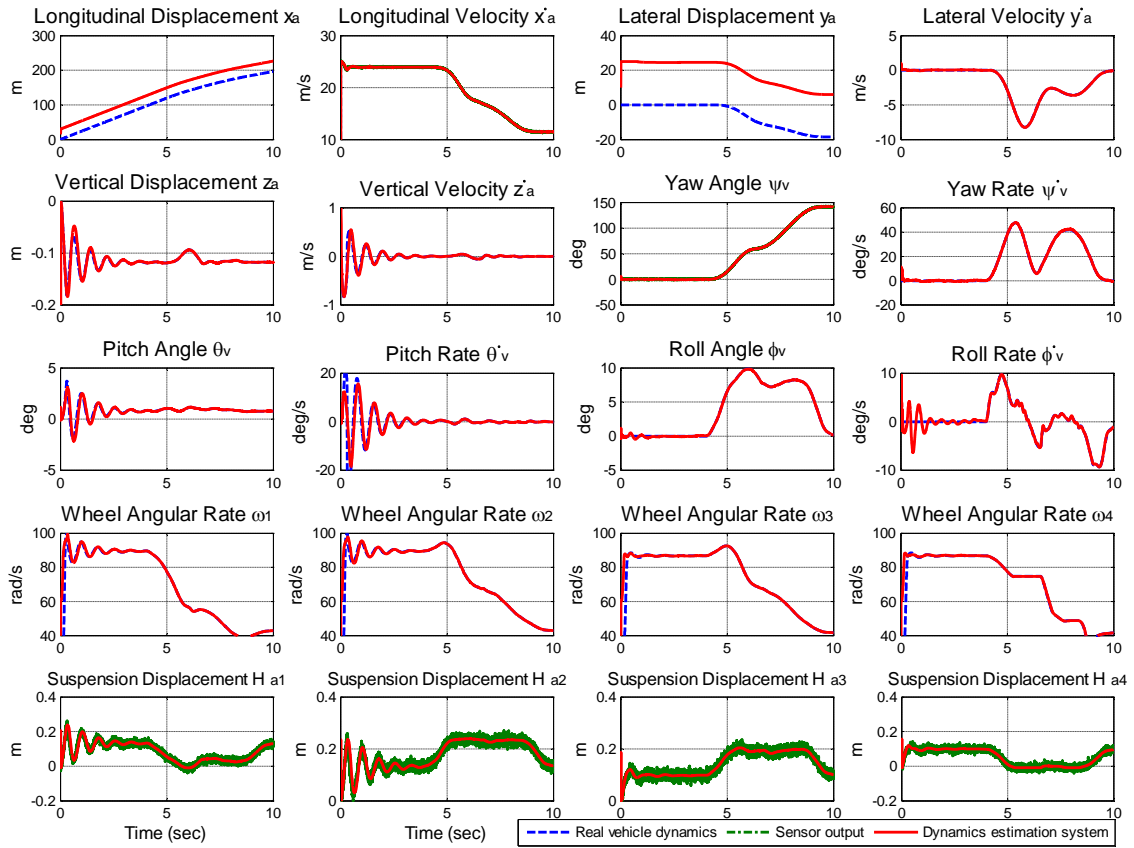 Longitudinal Displacement xa
Longitudinal Velocity ẋa
Lateral Displacement ya
Lateral Velocity ẏa
300
200
100
0
m
0 5 10
30
25
20
15
10
m/s
0 5 10
40
20
0
-20
m
0 5 10
5
0
-5
-10
m/s
0 5 10
Vertical Displacement za
Vertical Velocity ża
Yaw Angle ψv
Yaw Rate ψ̇v
0
-0.1
-0.2
m
0 5 10
1
0
-1
m/s
0 5 10
150
100
50
0
-50
deg
0 5 10
60
40
20
0
-20
deg/s
0 5 10
Pitch Angle θv
Pitch Rate θ̇v
Roll Angle ϕv
Roll Rate ϕ̇v
5
0
-5
deg
0 5 10
20
0
-20
deg/s
0 5 10
10
5
0
-5
deg
0 5 10
10
0
-10
deg/s
0 5 10
Wheel Angular Rate ω1
Wheel Angular Rate ω2
Wheel Angular Rate ω3
Wheel Angular Rate ω4
100
80
60
40
rad/s
0 5 10
100
80
60
40
rad/s
0 5 10
100
80
60
40
rad/s
0 5 10
100
80
60
40
rad/s
0 5 10
Suspension Displacement H a1
Suspension Displacement H a2
Suspension Displacement H a3
Suspension Displacement H a4
0.4
0.2
0
-0.2
m
0 5 10
Time (sec)
0.4
0.2
0
m
0 5 10
Time (sec)
0.4
0.2
0
m
0 5 10
0.4
0.2
0
-0.2
m
0 5 10
Real vehicle dynamics
Sensor output
Dynamics estimation system